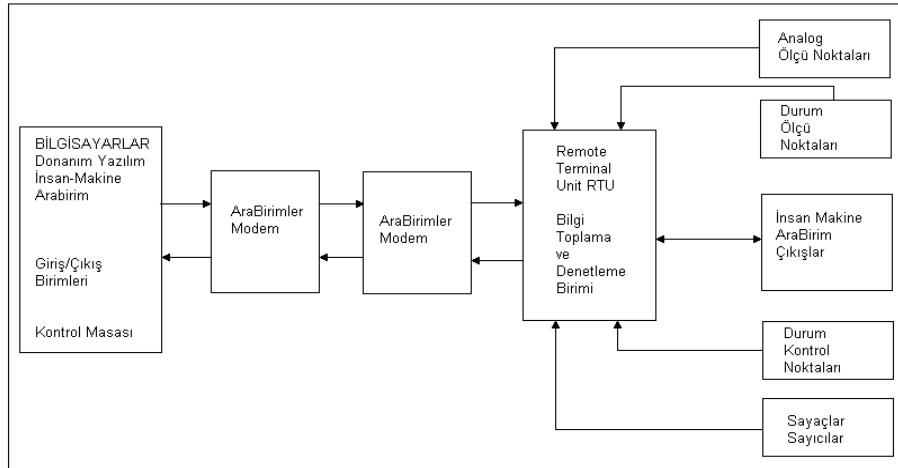 BİLGİSAYARLAR
Donanım Yazılım
İnsan-Makine
Arabirim
Giriş/Çıkış
Birimleri
Kontrol Masası
AraBirimler
Modem
AraBirimler
Modem
Remote
Terminal
Unit RTU
Bilgi
Toplama
ve
Denetleme
Birimi
Analog
Ölçü Noktaları
Durum
Ölçü
Noktaları
İnsan Makine
AraBirim
Çıkışlar
Durum
Kontrol
Noktaları
Sayaçlar
Sayıcılar